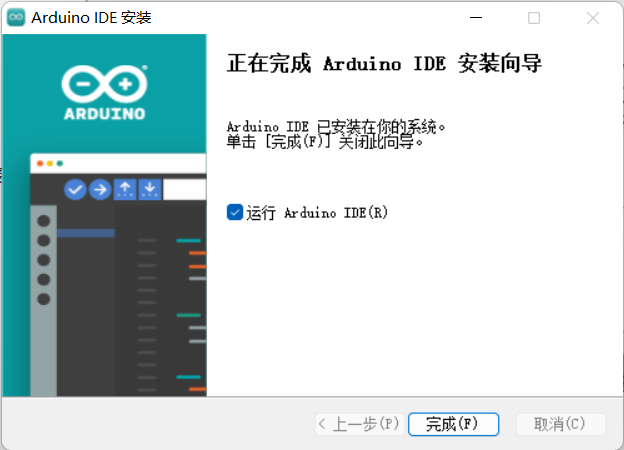 Arduino IDE 安装
ARDUINO
正在完成 Arduino IDE 安装向导
Arduino IDE 已安装在你的系统。
单击 [完成(F)] 关闭此向导。
运行 Arduino IDE(R)
< 上一步(P)
完成(F)
取消(C)